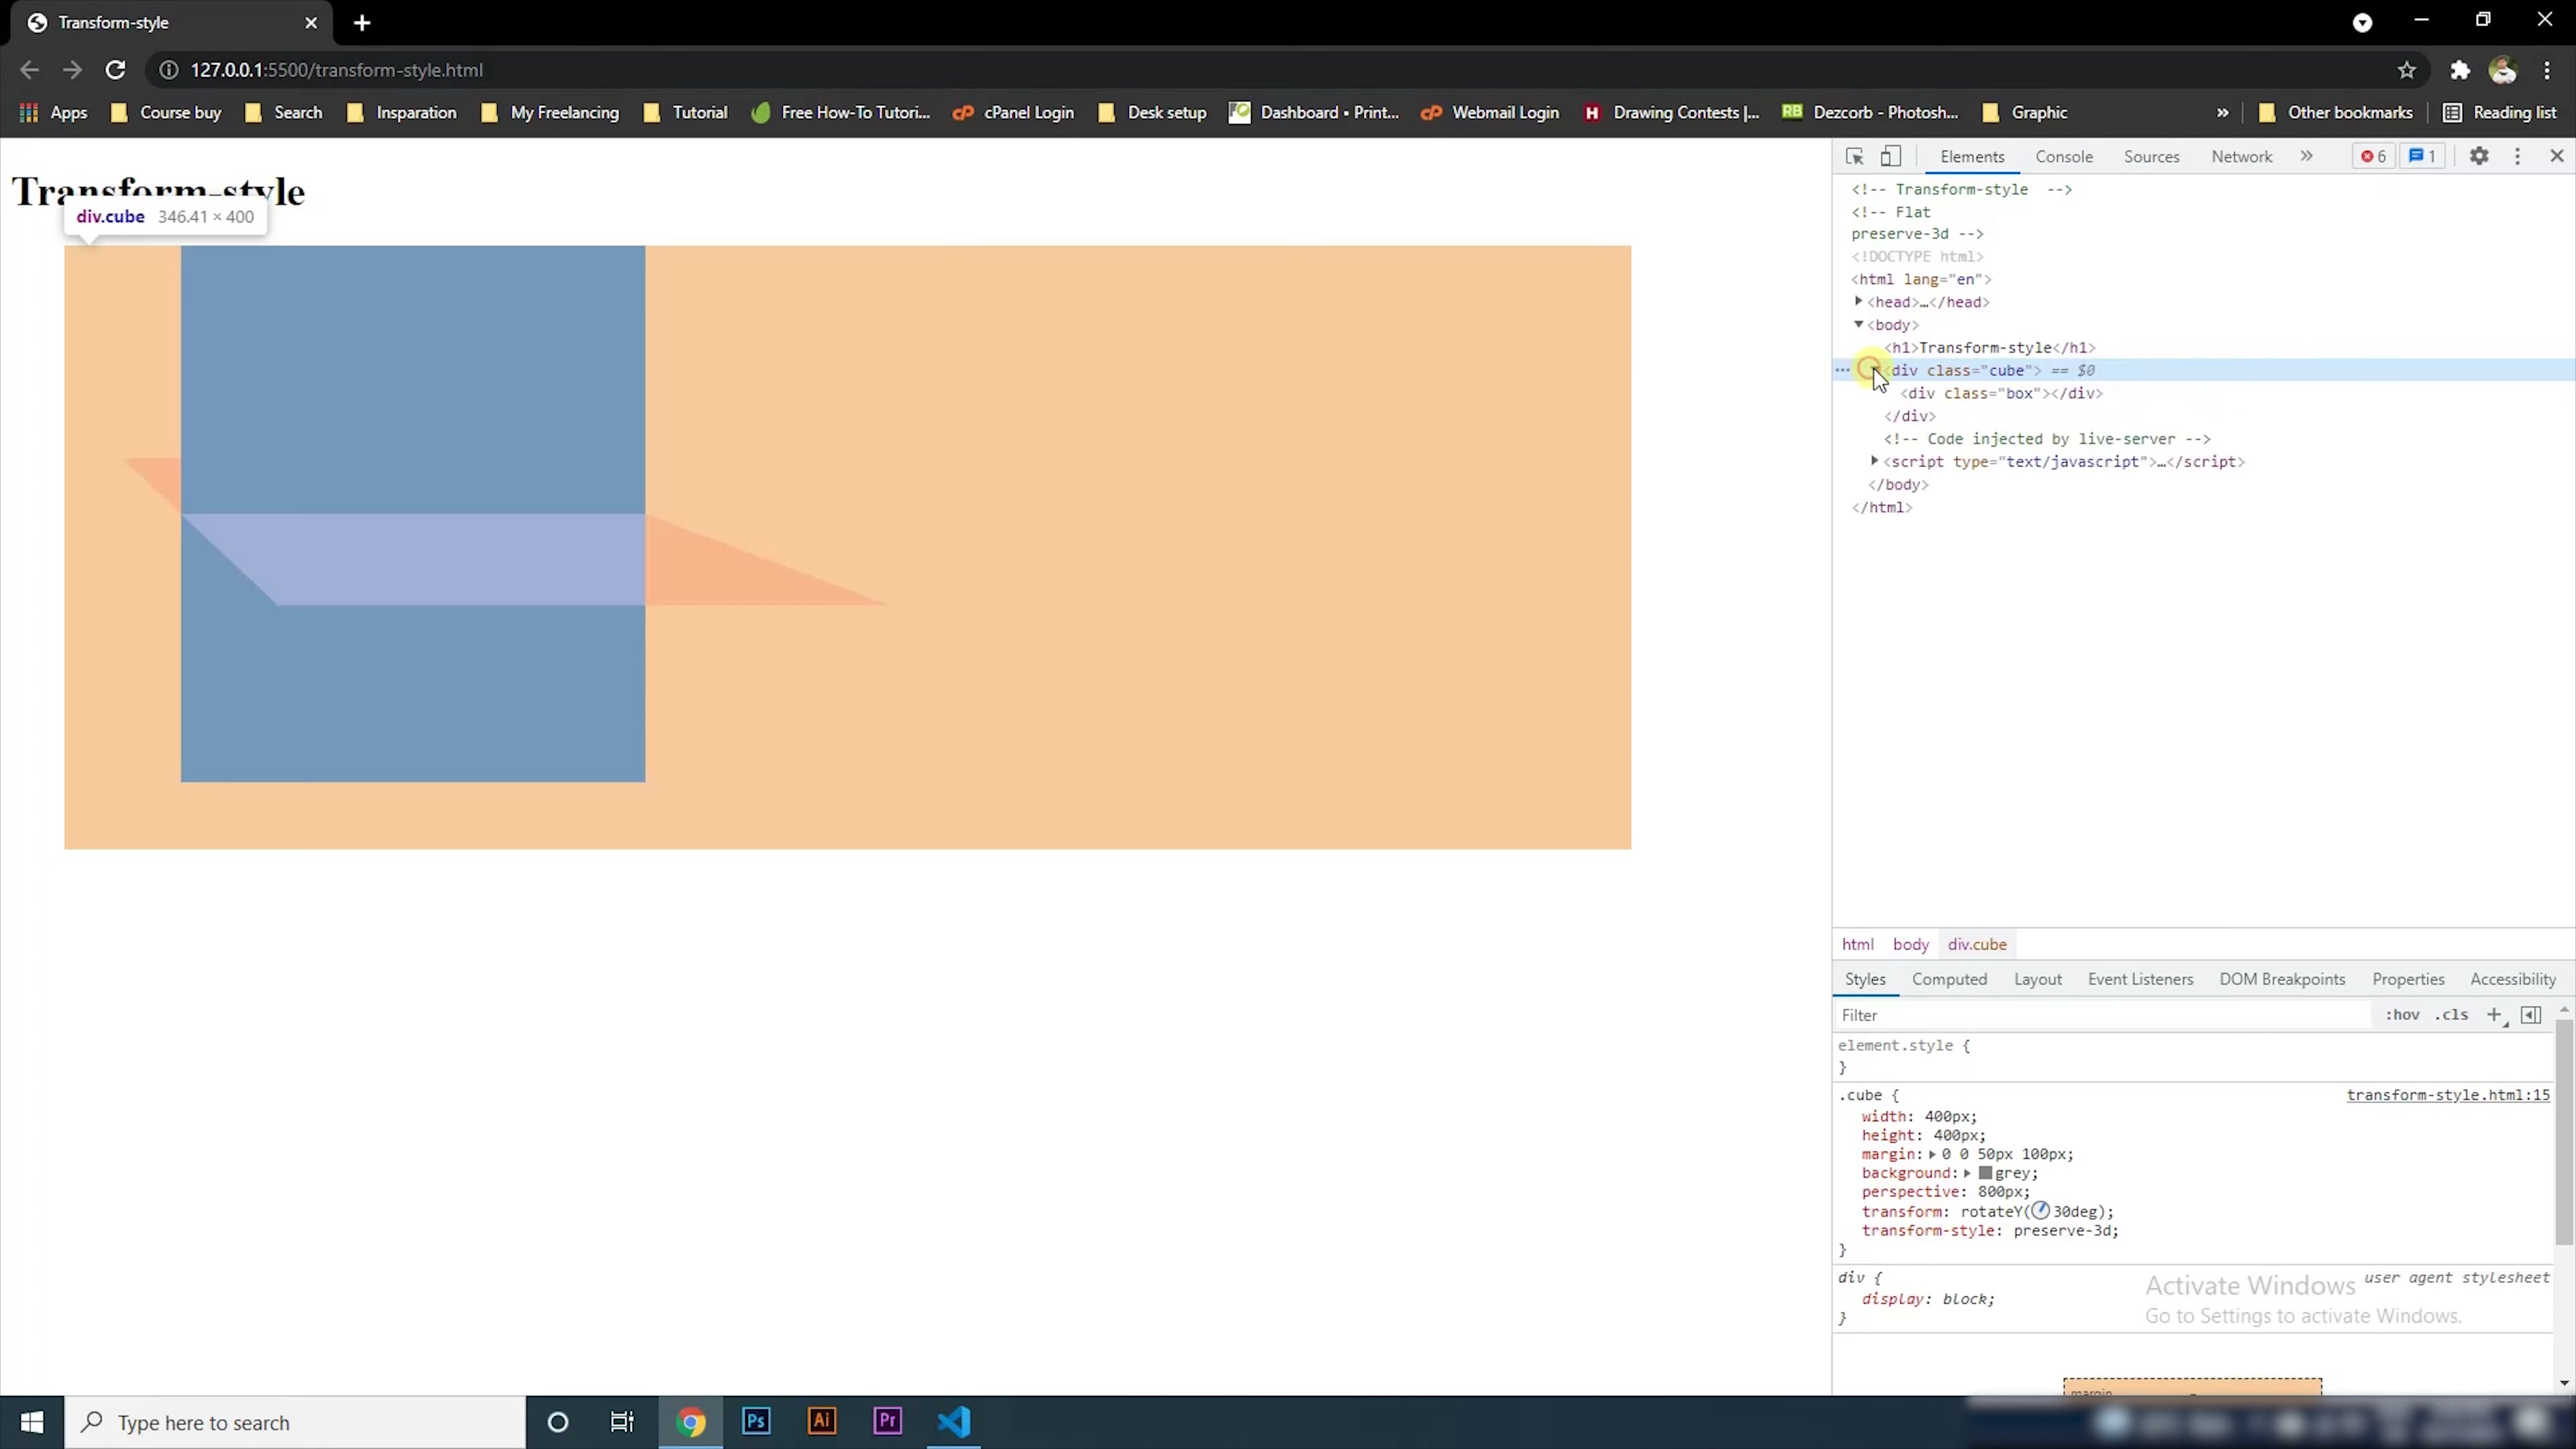 Transform-style
127.0.0.1:5500/transform-style.html
Apps Course buy Search Insparation My Freelancing Tutorial Free How-To Tutori... cPanel Login Desk setup Dashboard • Print... Webmail Login Drawing Contests |... Dezcorb - Photosh... Graphic » Other bookmarks Reading list
Transform-style
div.cube 346.41 × 400
Elements Console Sources Network » 6 1
<!-- Transform-style -->
<!-- Flat
preserve-3d -->
<!DOCTYPE html>
<html lang="en">
<head>…</head>
<body>
<h1>Transform-style</h1>
<div class="cube"> == $0
<div class="box"></div>
</div>
<!-- Code injected by live-server -->
<script type="text/javascript">…</script>
</body>
</html>
html body div.cube
Styles Computed Layout Event Listeners DOM Breakpoints Properties Accessibility
Filter :hov .cls +
element.style {
}
.cube { transform-style.html:15
width: 400px;
height: 400px;
margin: 0 0 50px 100px;
background: grey;
perspective: 800px;
transform: rotateY(30deg);
transform-style: preserve-3d;
}
div { user agent stylesheet
display: block;
}
Activate Windows
Go to Settings to activate Windows.
margin
Type here to search Ps Ai Pr